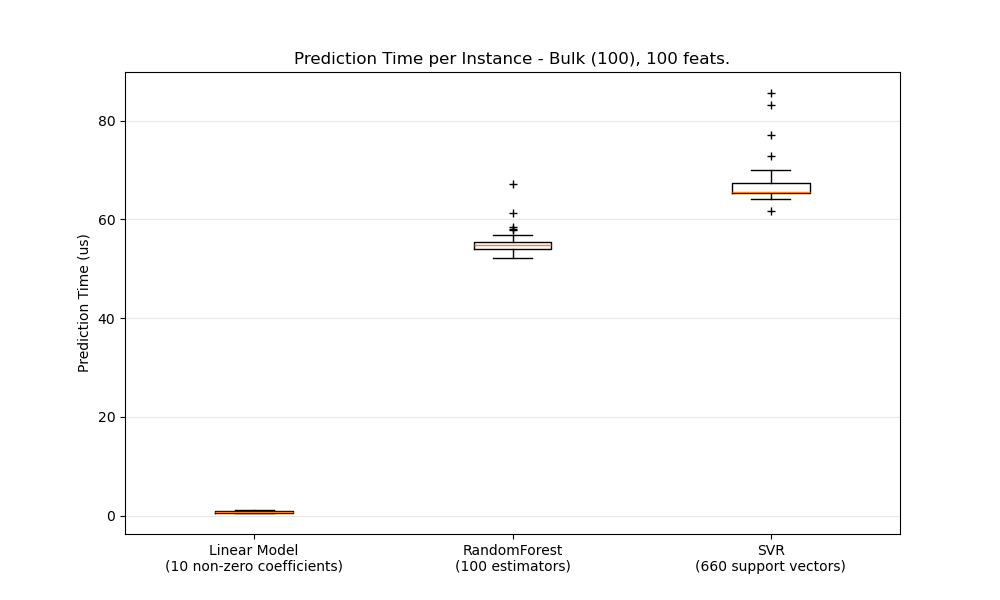 Prediction Time per Instance - Bulk (100), 100 feats.
Prediction Time (us)
80
60
40
20
0
Linear Model
(10 non-zero coefficients)
RandomForest
(100 estimators)
SVR
(660 support vectors)